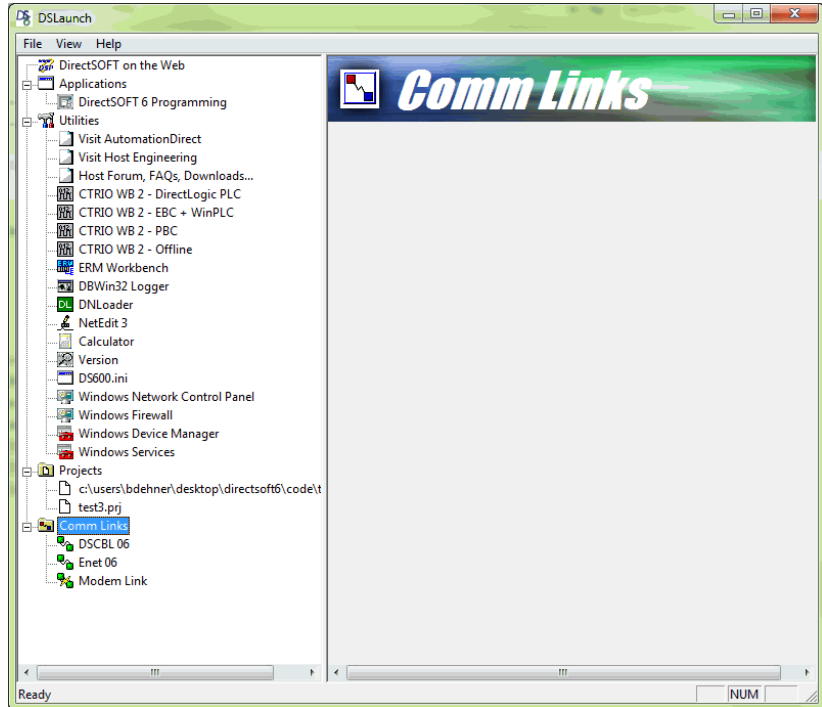 DSLaunch
File View Help
DirectSOFT on the Web
Applications
DirectSOFT 6 Programming
Utilities
Visit AutomationDirect
Visit Host Engineering
Host Forum, FAQs, Downloads...
CTRIO WB 2 - DirectLogic PLC
CTRIO WB 2 - EBC + WinPLC
CTRIO WB 2 - PBC
CTRIO WB 2 - Offline
ERM Workbench
DBWin32 Logger
DL DNLoader
NetEdit 3
Calculator
Version
DS600.ini
Windows Network Control Panel
Windows Firewall
Windows Device Manager
Windows Services
Projects
c:\users\bdehner\desktop\directsoft6\code\t
test3.prj
Comm Links
DSCBL 06
Enet 06
Modem Link
Comm Links
Ready
NUM